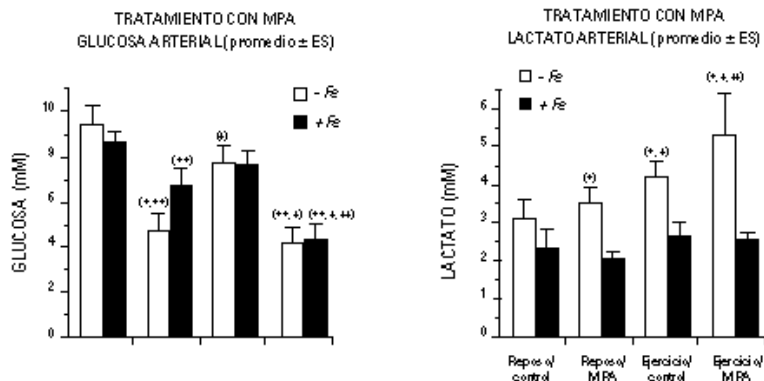 TRATAMIENTO CON MPA
GLUCOSA ARTERIAL (promedio ± ES)
- Fe
+ Fe
GLUCOSA (mM)
10
9
6
4
2
0
(+,++)
(++)
(+)
(++,+)
(++,+,++)
TRATAMIENTO CON MPA
LACTATO ARTERIAL (promedio ± ES)
- Fe
+ Fe
LACTATO (mM)
6
5
4
3
2
1
0
(+)
(+,+)
(+,+,++)
Reposo/
control
Reposo/
MPA
Ejercicio/
control
Ejercicio/
MPA